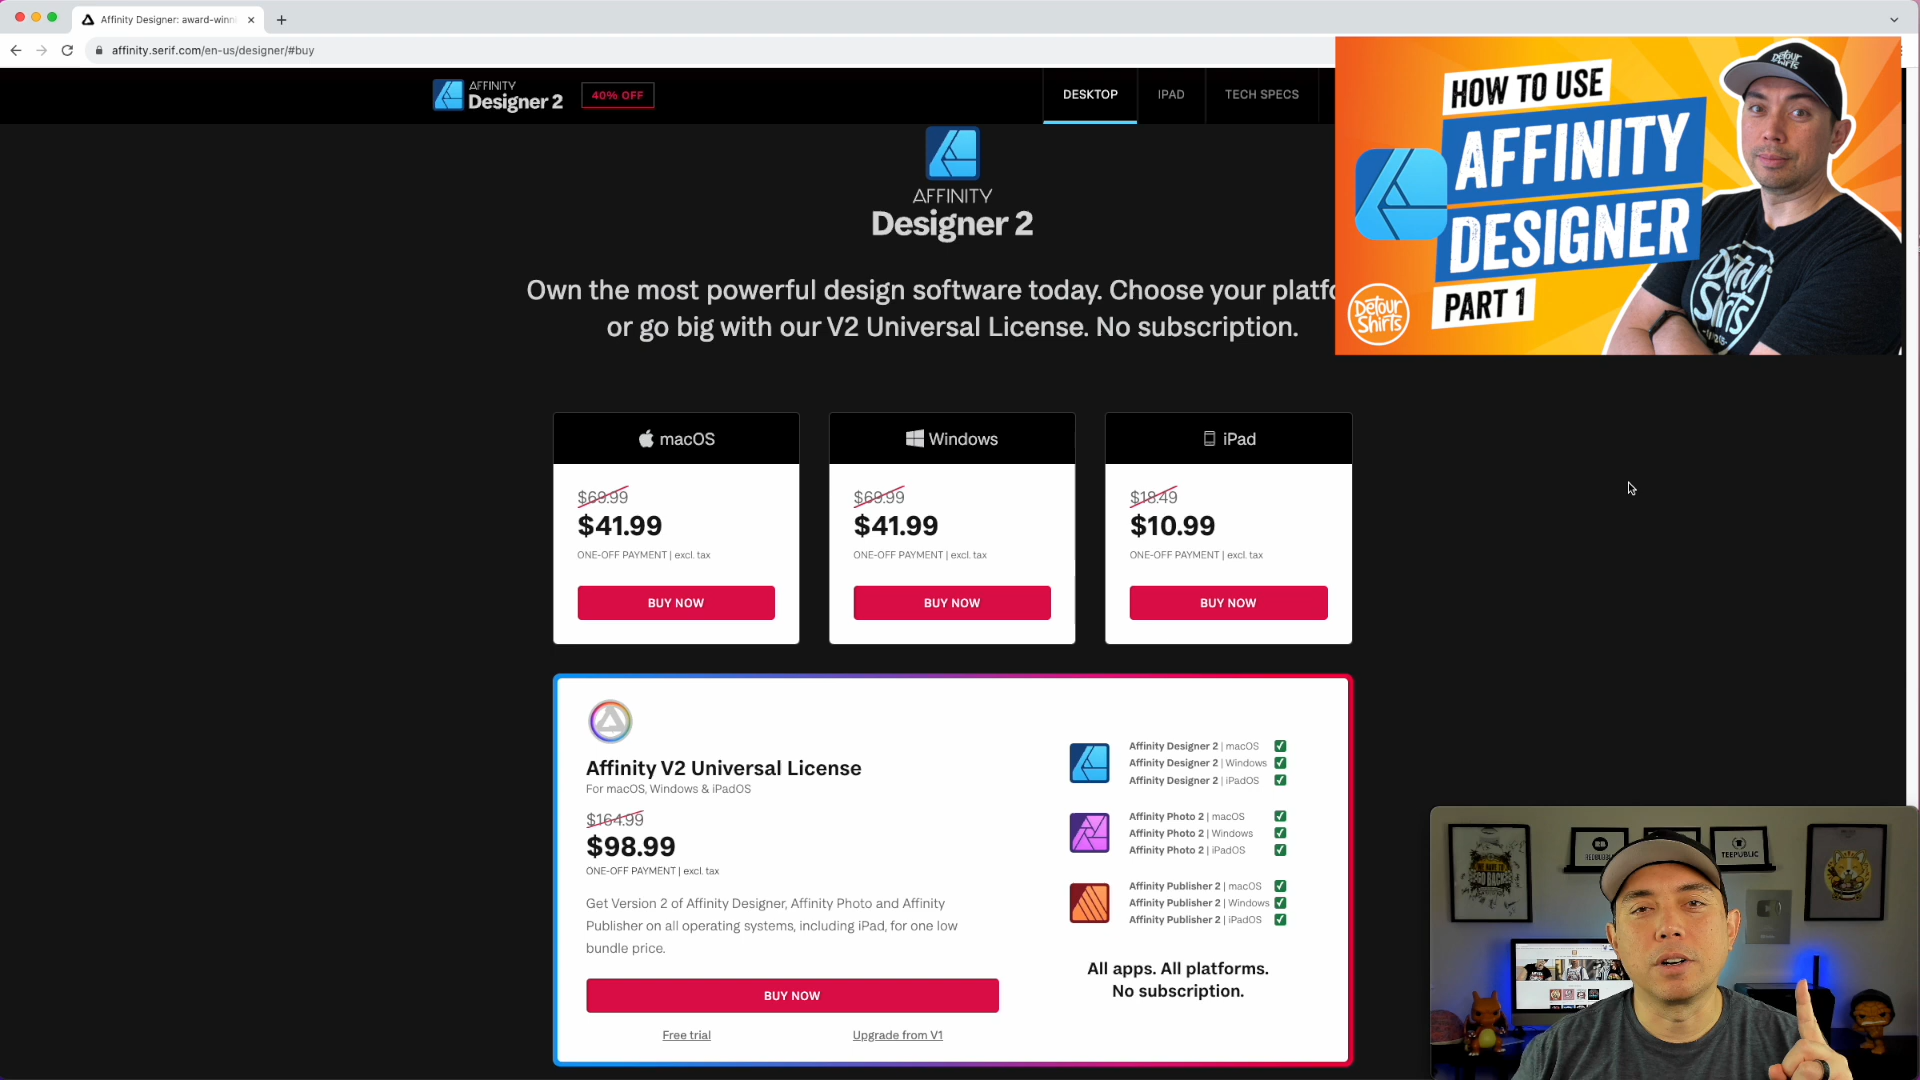 Affinity Designer: award-winni
affinity.serif.com/en-us/designer/#buy
AFFINITY
Designer 2
40% OFF
DESKTOP
IPAD
TECH SPECS
HOW TO USE
AFFINITY
DESIGNER
PART 1
DeTour
Shirts
DeTour
Shirts
AFFINITY
Designer 2
Own the most powerful design software today. Choose your platfo
or go big with our V2 Universal License. No subscription.
macOS
$69.99
$41.99
ONE-OFF PAYMENT | excl. tax
BUY NOW
Windows
$69.99
$41.99
ONE-OFF PAYMENT | excl. tax
BUY NOW
iPad
$18.49
$10.99
ONE-OFF PAYMENT | excl. tax
BUY NOW
Affinity V2 Universal License
For macOS, Windows & iPadOS
$164.99
$98.99
ONE-OFF PAYMENT | excl. tax
Get Version 2 of Affinity Designer, Affinity Photo and Affinity
Publisher on all operating systems, including iPad, for one low
bundle price.
BUY NOW
Free trial
Upgrade from V1
Affinity Designer 2 | macOS
Affinity Designer 2 | Windows
Affinity Designer 2 | iPadOS
Affinity Photo 2 | macOS
Affinity Photo 2 | Windows
Affinity Photo 2 | iPadOS
Affinity Publisher 2 | macOS
Affinity Publisher 2 | Windows
Affinity Publisher 2 | iPadOS
All apps. All platforms.
No subscription.
TEEPUBLIC